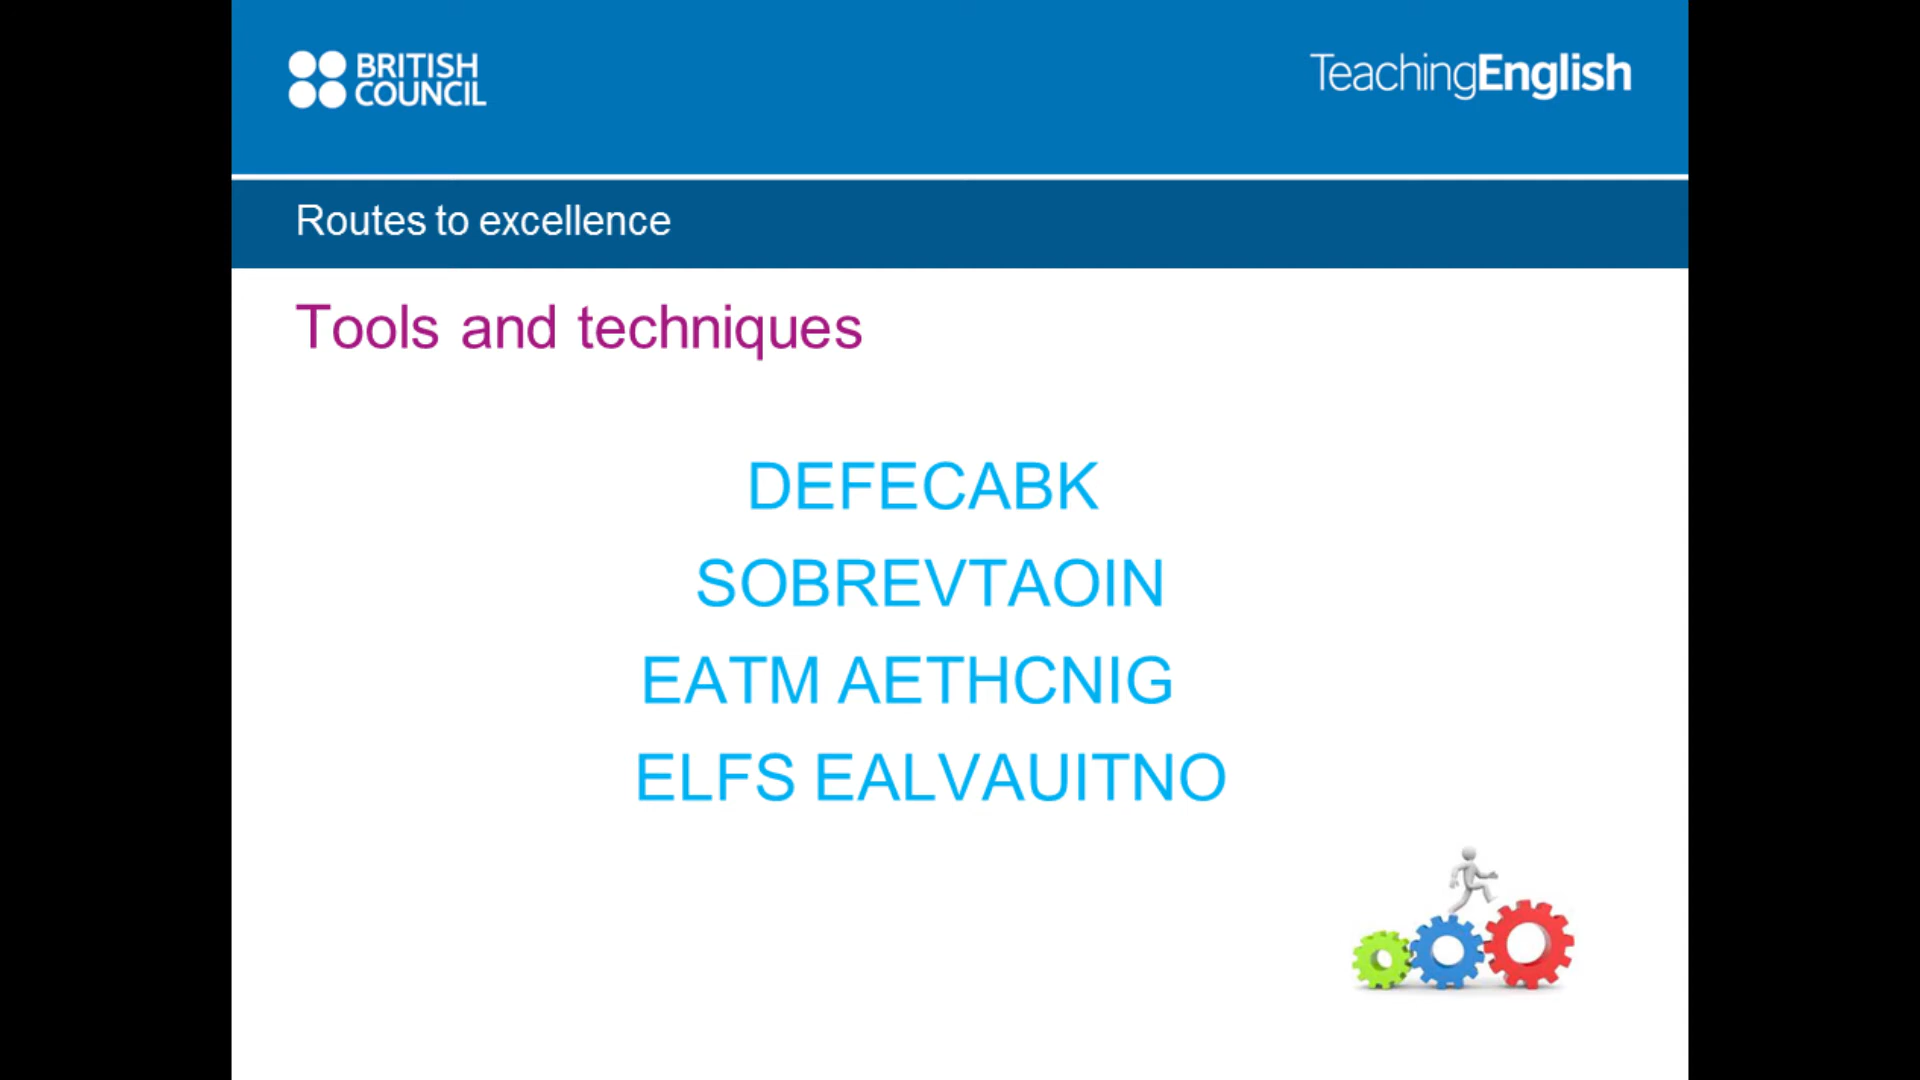 BRITISH
COUNCIL
TeachingEnglish
Routes to excellence
Tools and techniques
DEFECABK
SOBREVTAOIN
EATM AETHCNIG
ELFS EALVAUITNO